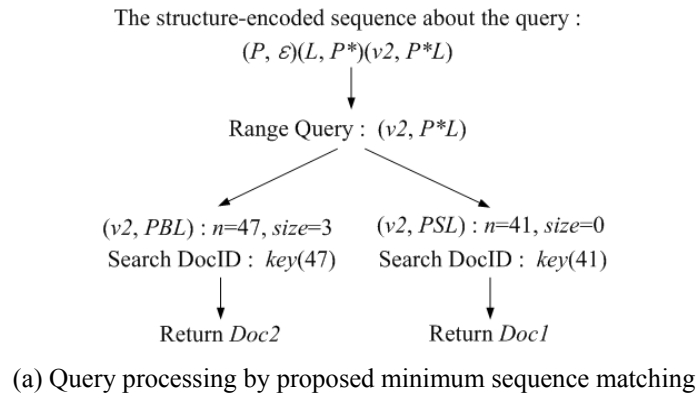 The structure-encoded sequence about the query :
(P, ε)(L, P*)(v2, P*L)
Range Query : (v2, P*L)
(v2, PBL) : n=47, size=3
Search DocID : key(47)
Return Doc2
(v2, PSL) : n=41, size=0
Search DocID : key(41)
Return Doc1
(a) Query processing by proposed minimum sequence matching